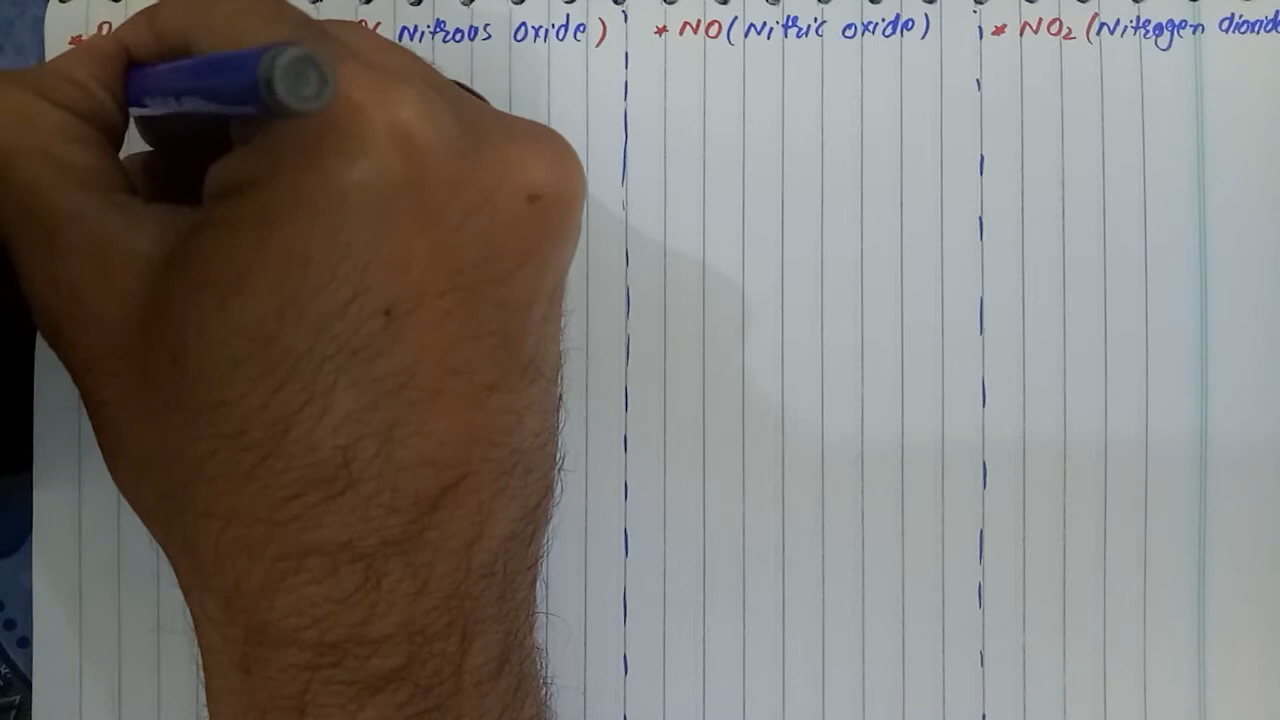 ( Nitrous oxide) * NO (Nitric oxide) * NO₂ (Nitrogen dioxide